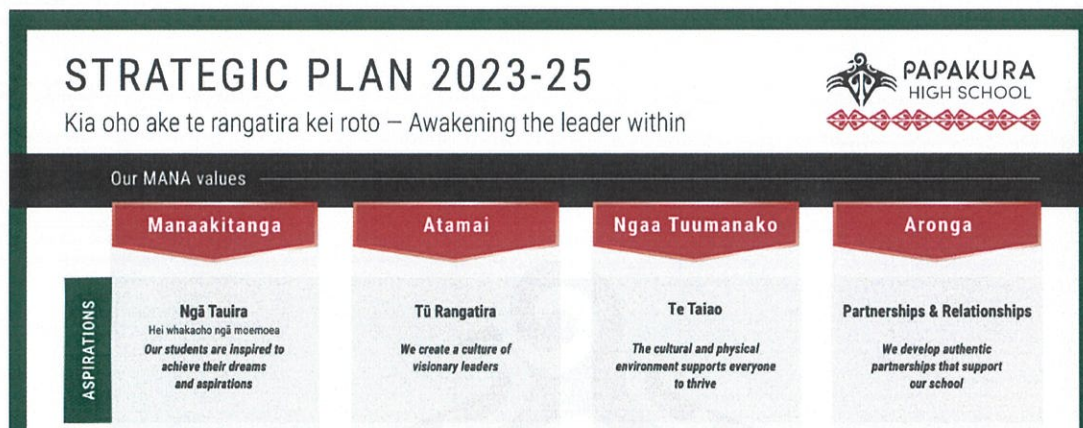 STRATEGIC PLAN 2023-25
Kia oho ake te rangatira kei roto – Awakening the leader within
PAPAKURA
HIGH SCHOOL
Our MANA values
Manaakitanga
Atamai
Ngaa Tuumanako
Aronga
ASPIRATIONS
Ngā Tauira
Hei whakaoho ngā moemoea
Our students are inspired to
achieve their dreams
and aspirations
Tū Rangatira
We create a culture of
visionary leaders
Te Taiao
The cultural and physical
environment supports everyone
to thrive
Partnerships & Relationships
We develop authentic
partnerships that support
our school